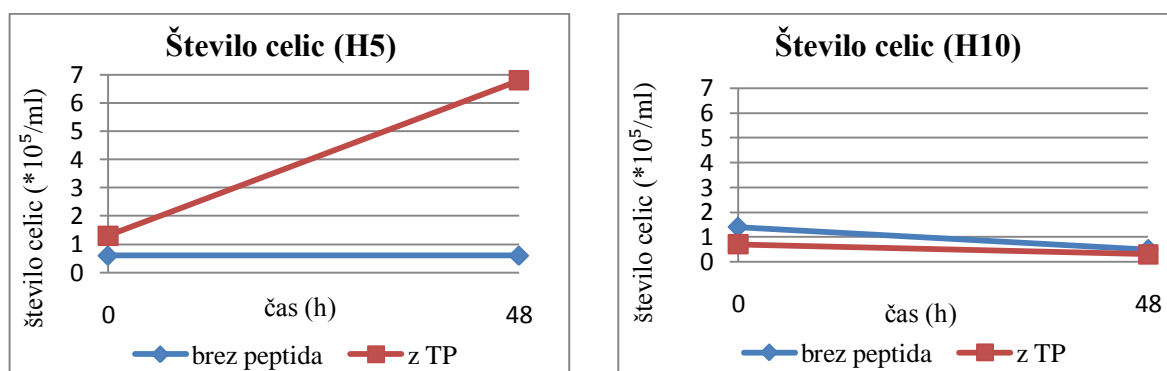 Število celic (H5)
število celic (*10⁵/ml)
7
6
5
4
3
2
1
0
0
čas (h)
48
brez peptida
z TP
Število celic (H10)
število celic (*10⁵/ml)
7
6
5
4
3
2
1
0
0
čas (h)
48
brez peptida
z TP